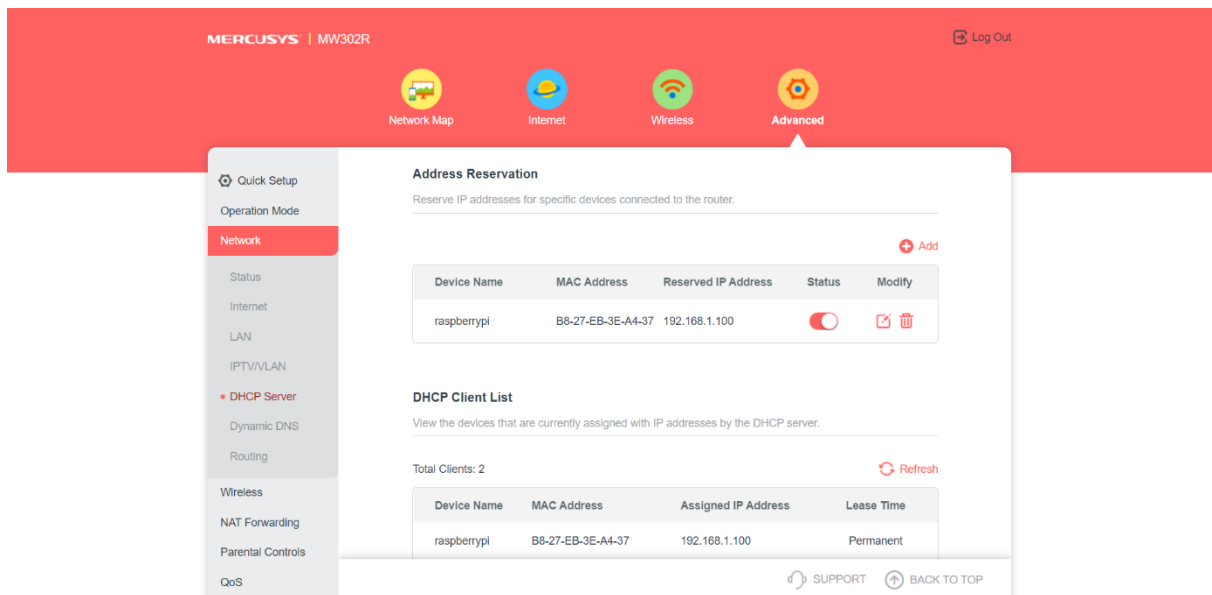 MERCUSYS | MW302R
Log Out
Network Map
Internet
Wireless
Advanced
Quick Setup
Operation Mode
Network
Status
Internet
LAN
IPTV/VLAN
DHCP Server
Dynamic DNS
Routing
Wireless
NAT Forwarding
Parental Controls
QoS
Address Reservation
Reserve IP addresses for specific devices connected to the router.
Add
Device Name MAC Address Reserved IP Address Status Modify
raspberrypi B8-27-EB-3E-A4-37 192.168.1.100
DHCP Client List
View the devices that are currently assigned with IP addresses by the DHCP server.
Total Clients: 2
Refresh
Device Name MAC Address Assigned IP Address Lease Time
raspberrypi B8-27-EB-3E-A4-37 192.168.1.100 Permanent
SUPPORT
BACK TO TOP